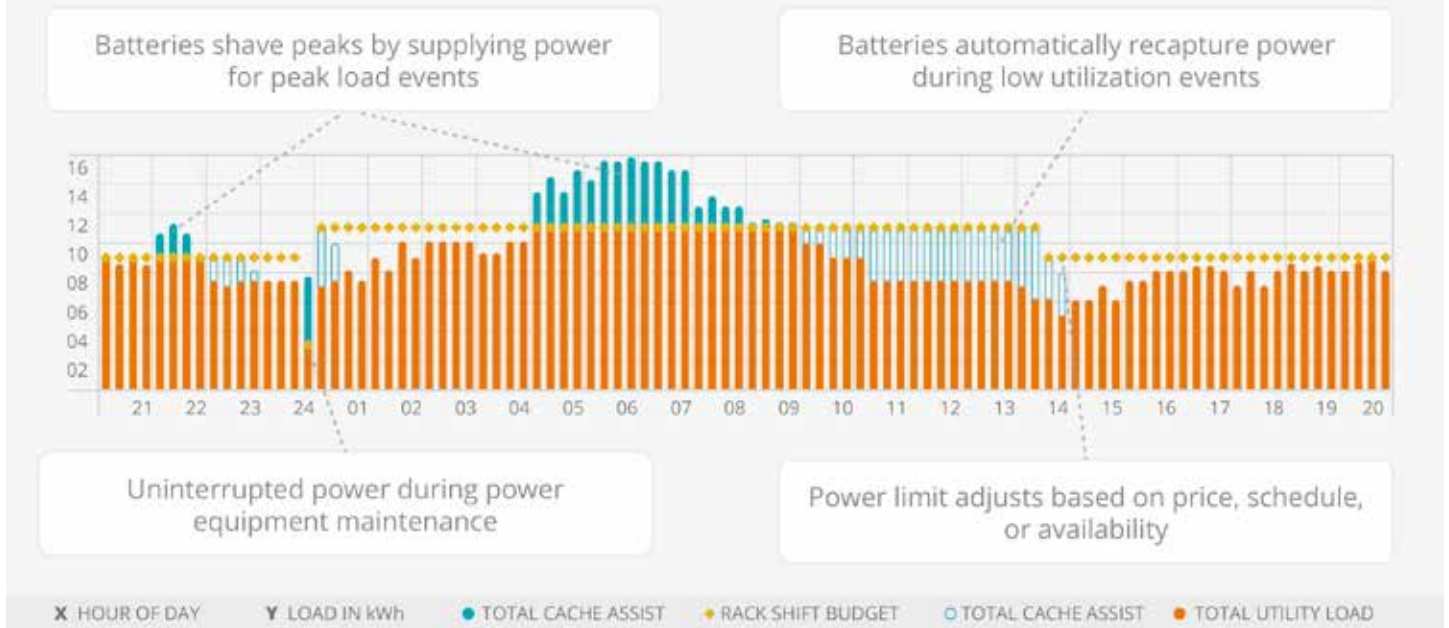 Batteries shave peaks by supplying power
for peak load events
Batteries automatically recapture power
during low utilization events
16
14
12
10
08
06
04
02
21 22 23 24 01 02 03 04 05 06 07 08 09 10 11 12 13 14 15 16 17 18 19 20
Uninterrupted power during power
equipment maintenance
Power limit adjusts based on price, schedule,
or availability
X HOUR OF DAY Y LOAD IN kWh TOTAL CACHE ASSIST RACK SHIFT BUDGET TOTAL CACHE ASSIST TOTAL UTILITY LOAD